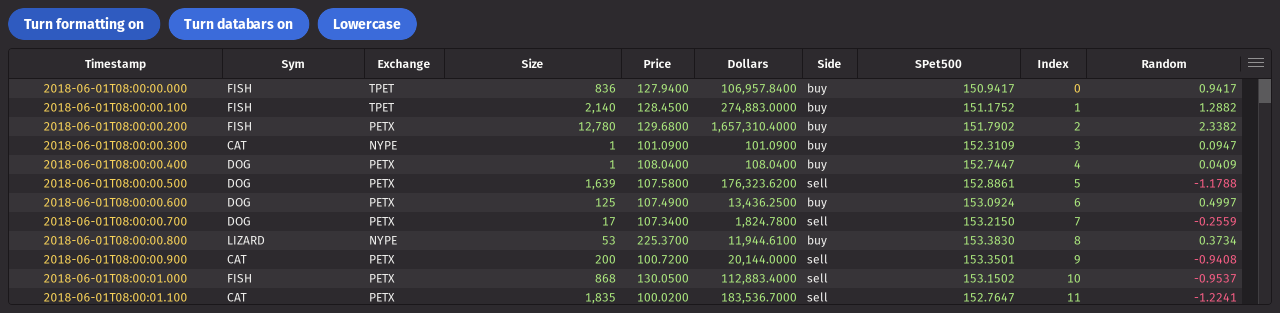 Turn formatting on Turn databars on Lowercase
Timestamp Sym Exchange Size Price Dollars Side SPet500 Index Random
2018-06-01T08:00:00.000 FISH TPET 836 127.9400 106,957.8400 buy 150.9417 0 0.9417
2018-06-01T08:00:00.100 FISH TPET 2,140 128.4500 274,883.0000 buy 151.1752 1 1.2882
2018-06-01T08:00:00.200 FISH PETX 12,780 129.6800 1,657,310.4000 buy 151.7902 2 2.3382
2018-06-01T08:00:00.300 CAT NYPE 1 101.0900 101.0900 buy 152.3109 3 0.0947
2018-06-01T08:00:00.400 DOG PETX 1 108.0400 108.0400 buy 152.7447 4 0.0409
2018-06-01T08:00:00.500 DOG PETX 1,639 107.5800 176,323.6200 sell 152.8861 5 -1.1788
2018-06-01T08:00:00.600 DOG PETX 125 107.4900 13,436.2500 buy 153.0924 6 0.4997
2018-06-01T08:00:00.700 DOG PETX 17 107.3400 1,824.7800 sell 153.2150 7 -0.2559
2018-06-01T08:00:00.800 LIZARD NYPE 53 225.3700 11,944.6100 buy 153.3830 8 0.3734
2018-06-01T08:00:00.900 CAT PETX 200 100.7200 20,144.0000 sell 153.3501 9 -0.9408
2018-06-01T08:00:01.000 FISH PETX 868 130.0500 112,883.4000 sell 153.1502 10 -0.9537
2018-06-01T08:00:01.100 CAT PETX 1,835 100.0200 183,536.7000 sell 152.7647 11 -1.2241